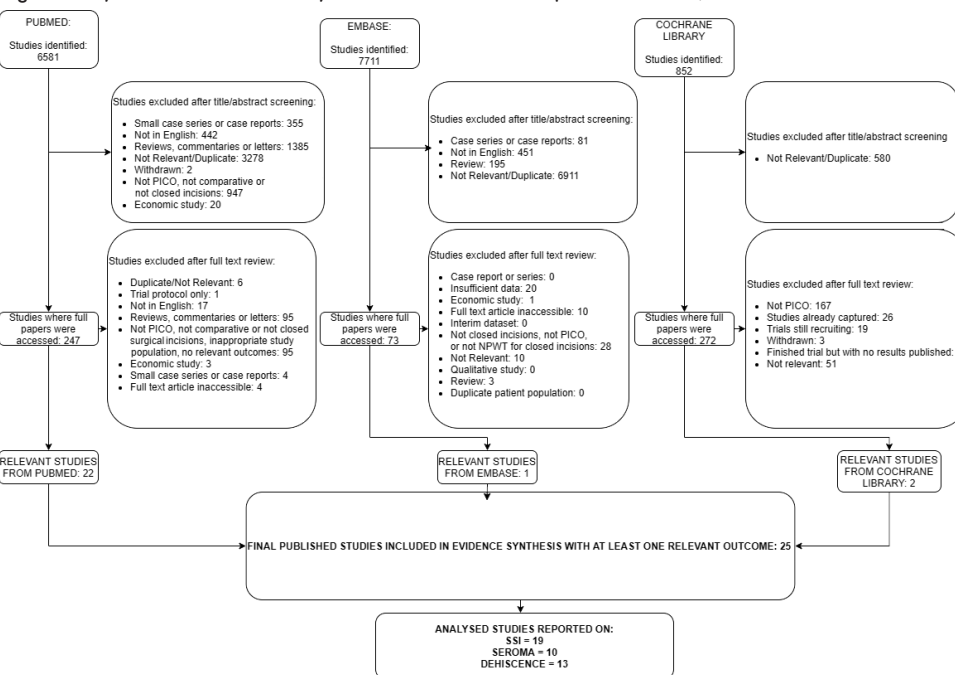 PUBMED:
Studies identified:
6581
EMBASE:
Studies identified:
7711
COCHRANE
LIBRARY
Studies identified:
852
Studies excluded after title/abstract screening:
Small case series or case reports: 355
Not in English: 442
Reviews, commentaries or letters: 1385
Not Relevant/Duplicate: 3278
Withdrawn: 2
Not PICO, not comparative or
not closed incisions: 947
Economic study: 20
Studies excluded after title/abstract screening:
Case series or case reports: 81
Not in English: 451
Review: 195
Not Relevant/Duplicate: 6911
Studies excluded after title/abstract screening
Not Relevant/Duplicate: 580
Studies where full
papers were
accessed: 247
Studies excluded after full text review:
Duplicate/Not Relevant: 6
Trial protocol only: 1
Not in English: 17
Reviews, commentaries or letters: 95
Not PICO, not comparative or not closed
surgical incisions, inappropriate study
population, no relevant outcomes: 95
Economic study: 3
Small case series or case reports: 4
Full text article inaccessible: 4
Studies where full
papers were
accessed: 73
Studies excluded after full text review:
Case report or series: 0
Insufficient data: 20
Economic study: 1
Full text article inaccessible: 10
Interim dataset: 0
Not closed incisions, not PICO,
or not NPWT for closed incisions: 28
Not Relevant: 10
Qualitative study: 0
Review: 3
Duplicate patient population: 0
Studies where full
papers were
accessed: 272
Studies excluded after full text review:
Not PICO: 167
Studies already captured: 26
Trials still recruiting: 19
Withdrawn: 3
Finished trial but with no results published:
Not relevant: 51
RELEVANT STUDIES
FROM PUBMED: 22
RELEVANT STUDIES
FROM EMBASE: 1
RELEVANT STUDIES
FROM COCHRANE
LIBRARY: 2
FINAL PUBLISHED STUDIES INCLUDED IN EVIDENCE SYNTHESIS WITH AT LEAST ONE RELEVANT OUTCOME: 25
ANALYSED STUDIES REPORTED ON:
SSI = 19
SEROMA = 10
DEHISCENCE = 13